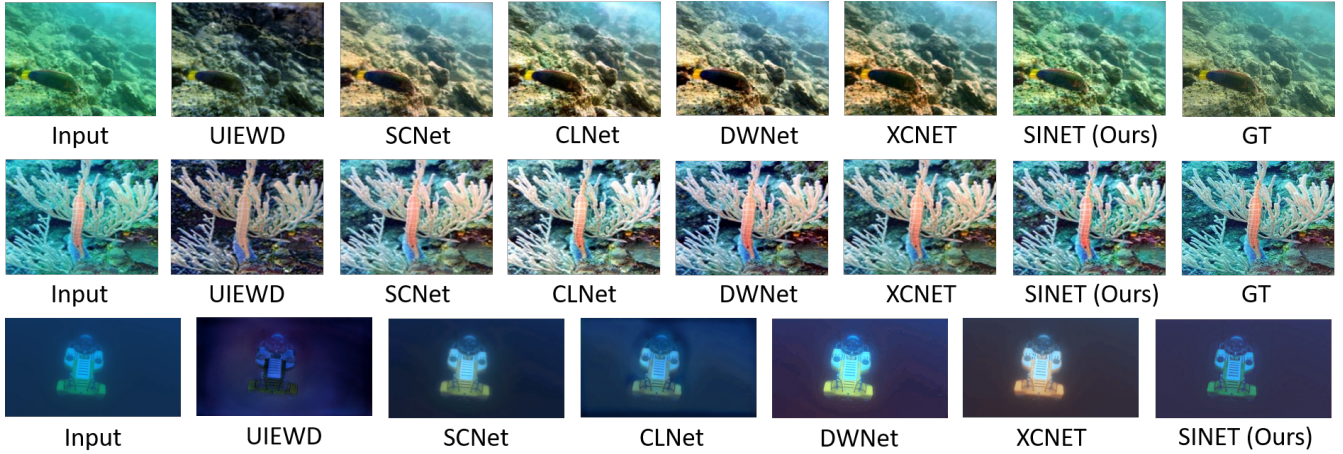 Input UIEWD SCNet CLNet DWNet XCNET SINET (Ours) GT
Input UIEWD SCNet CLNet DWNet XCNET SINET (Ours) GT
Input UIEWD SCNet CLNet DWNet XCNET SINET (Ours)